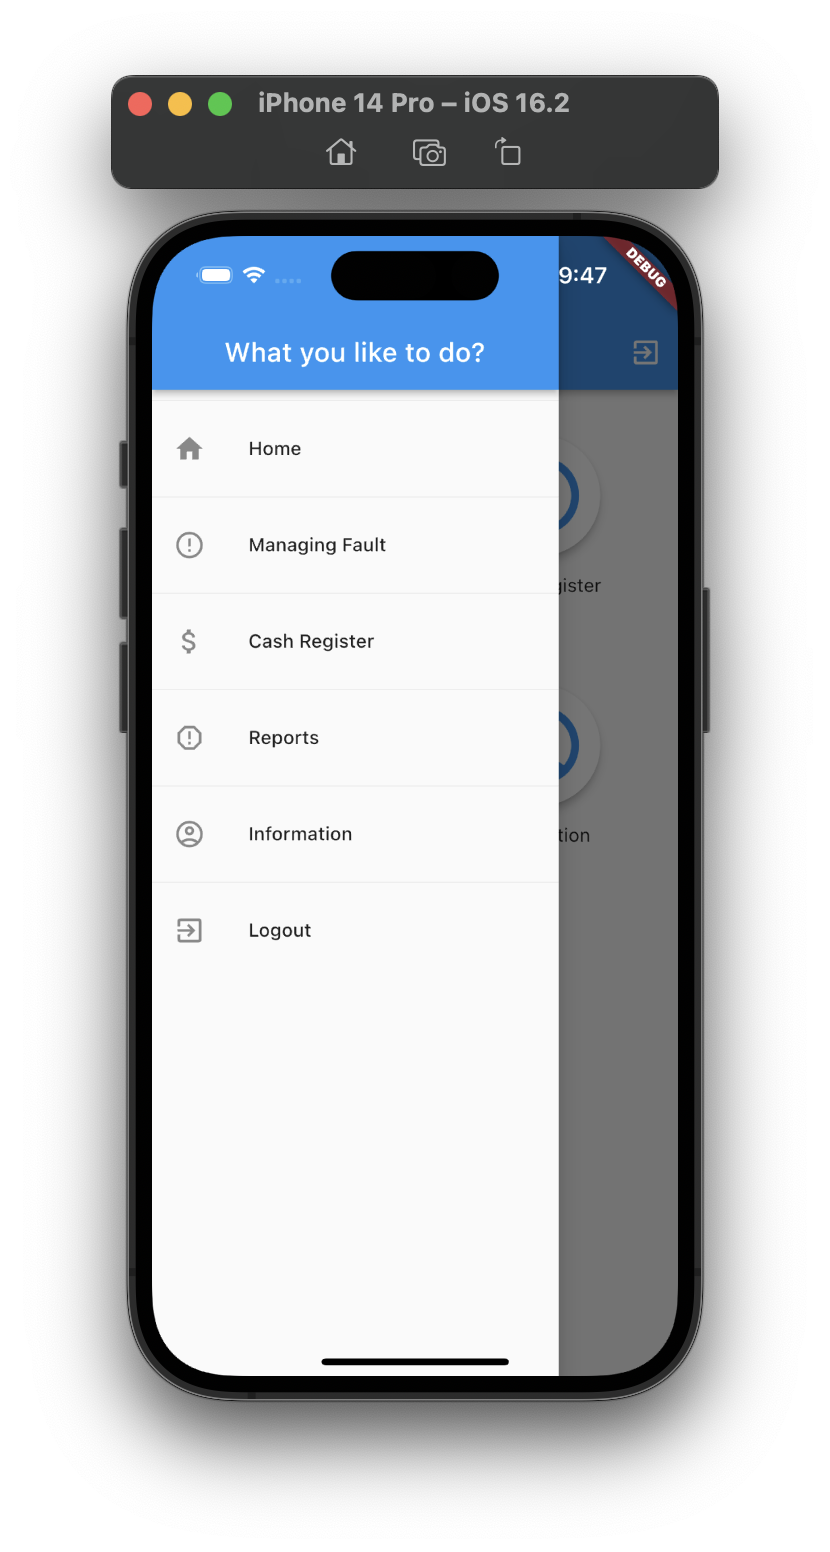 iPhone 14 Pro – iOS 16.2
9:47
DEBUG
What you like to do?
Home
Managing Fault
Cash Register
gister
Reports
Information
tion
Logout